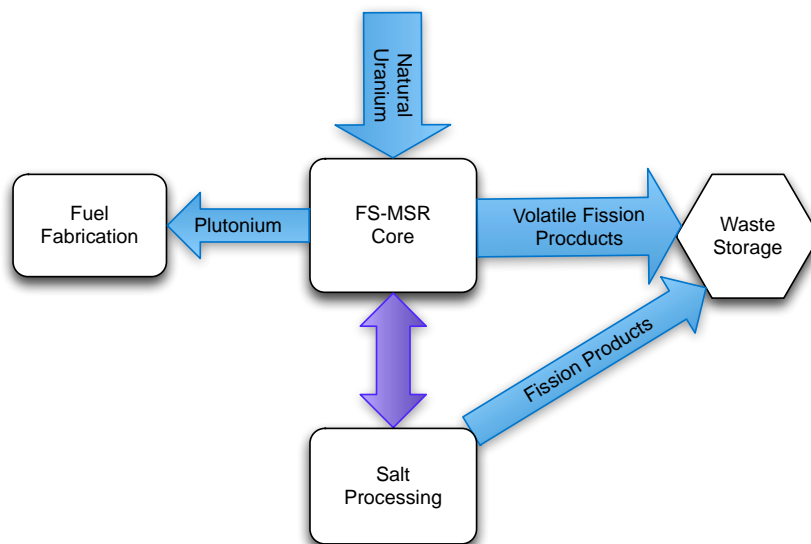 Natural
Uranium
Fuel
Fabrication
Plutonium
FS-MSR
Core
Volatile Fission
Procducts
Waste
Storage
Fission Products
Salt
Processing